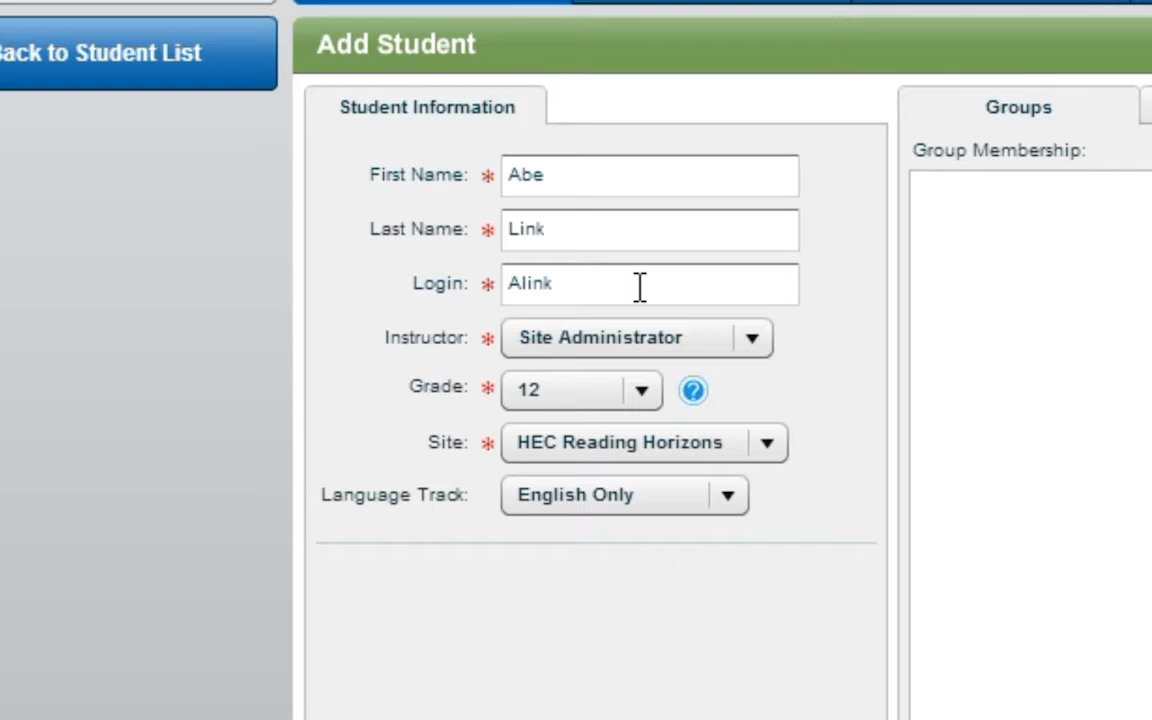 Back to Student List
Add Student
Student Information
First Name: * Abe
Last Name: * Link
Login: * Alink
Instructor: * Site Administrator
Grade: * 12 ?
Site: * HEC Reading Horizons
Language Track: English Only
Groups
Group Membership: